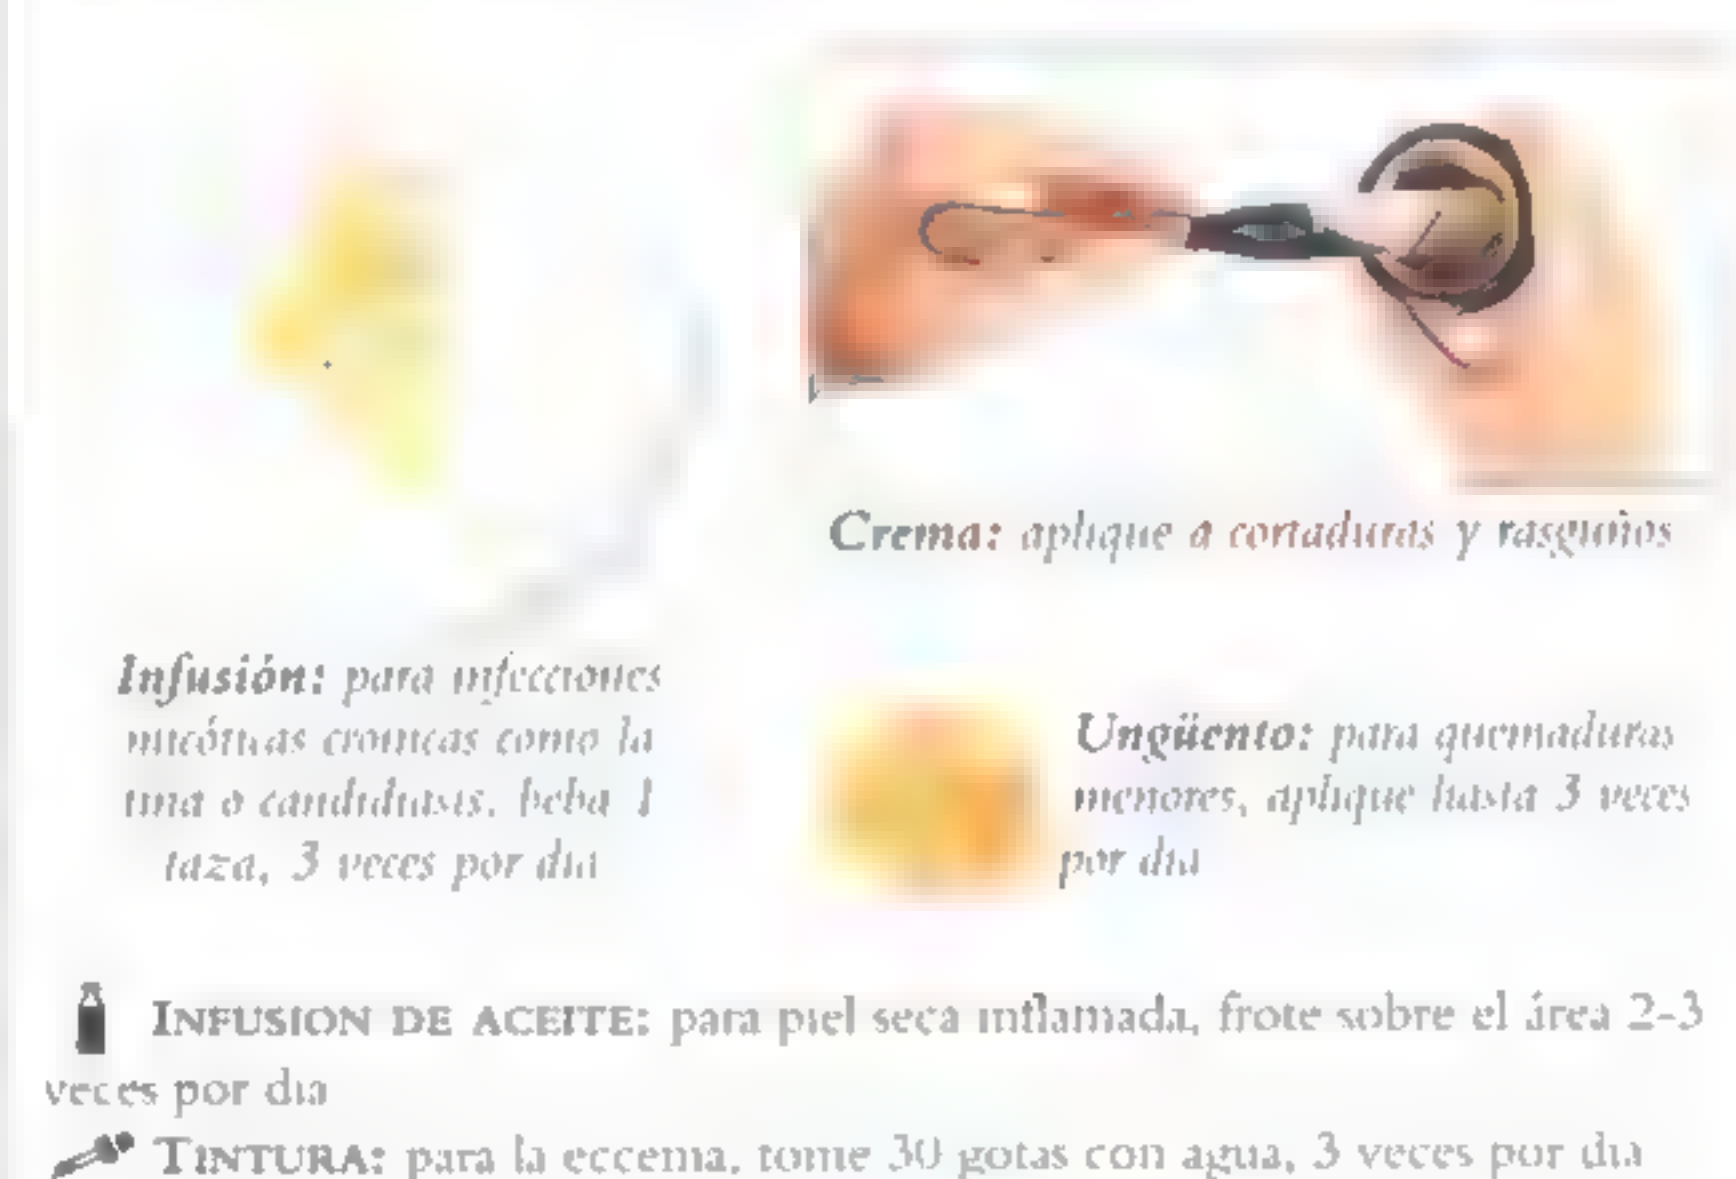 Crema: aplique a cortaduras y rasguños
Infusión: para infecciones
micóticas crónicas como la
tiña o candidiasis, beba 1
taza, 3 veces por día
Ungüento: para quemaduras
menores, aplique hasta 3 veces
por día
INFUSION DE ACEITE: para piel seca inflamada, frote sobre el área 2-3
veces por día
TINTURA: para la eccema, tome 30 gotas con agua, 3 veces por día